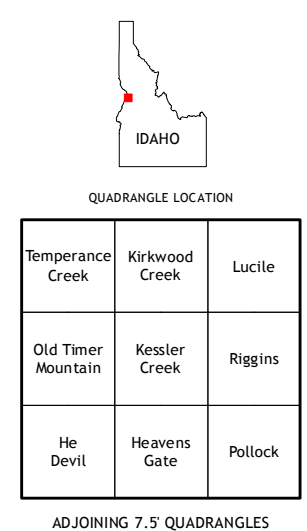 IDAHO
QUADRANGLE LOCATION
Temperance
Creek
Kirkwood
Creek
Lucile
Old Timer
Mountain
Kessler
Creek
Riggins
He
Devil
Heavens
Gate
Pollock
ADJOINING 7.5' QUADRANGLES